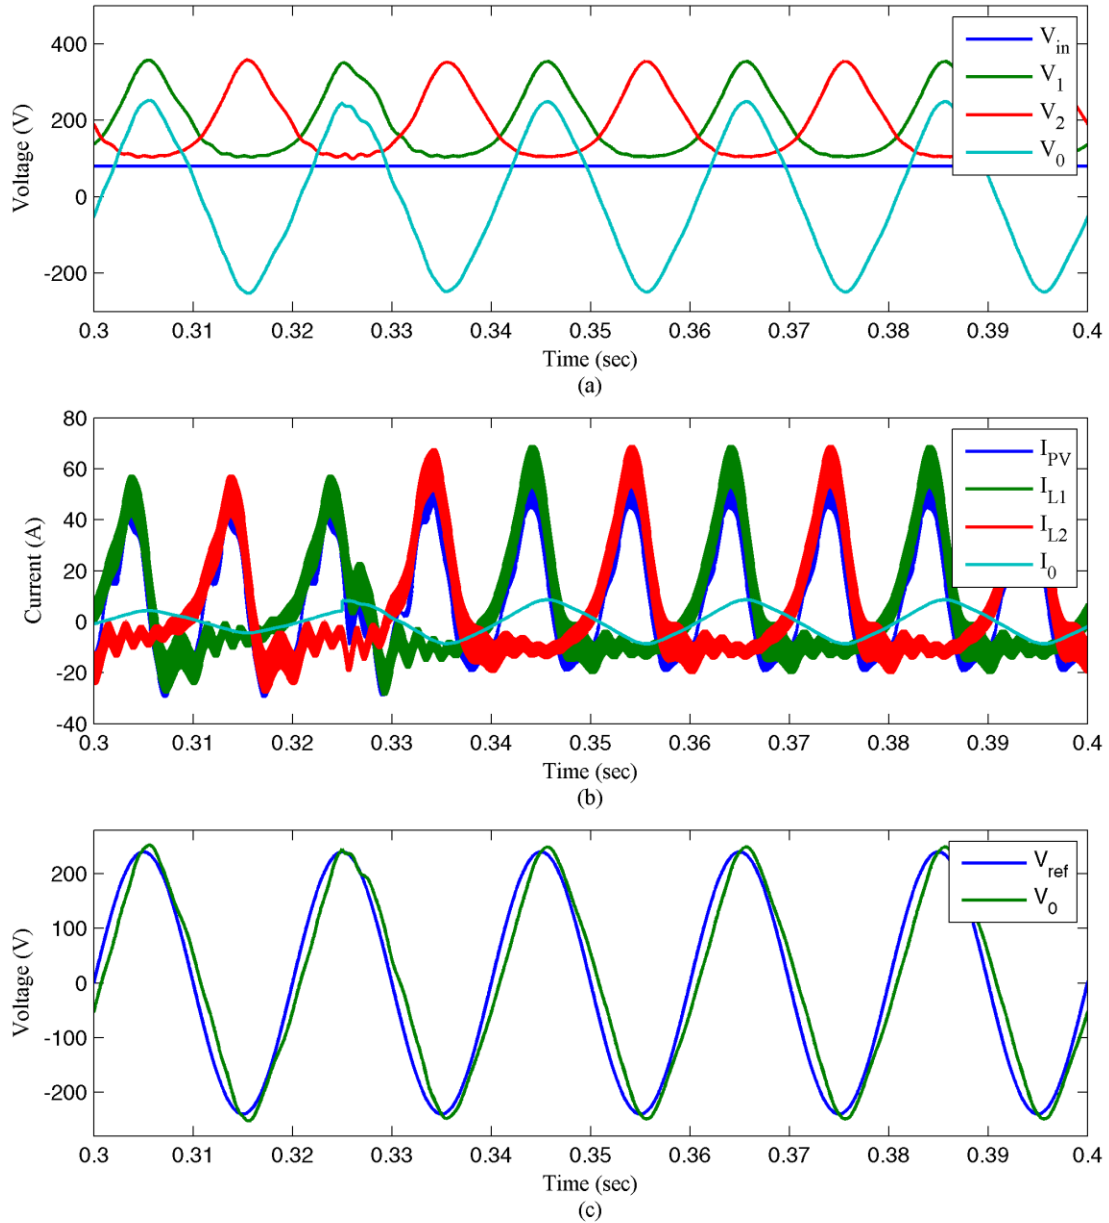 400
200
0
-200
Voltage (V)
V_in
V_1
V_2
V_0
0.3 0.31 0.32 0.33 0.34 0.35 0.36 0.37 0.38 0.39 0.4
Time (sec)
(a)
80
60
40
20
0
-20
-40
Current (A)
I_PV
I_L1
I_L2
I_0
0.3 0.31 0.32 0.33 0.34 0.35 0.36 0.37 0.38 0.39 0.4
Time (sec)
(b)
200
100
0
-100
-200
Voltage (V)
V_ref
V_0
0.3 0.31 0.32 0.33 0.34 0.35 0.36 0.37 0.38 0.39 0.4
Time (sec)
(c)